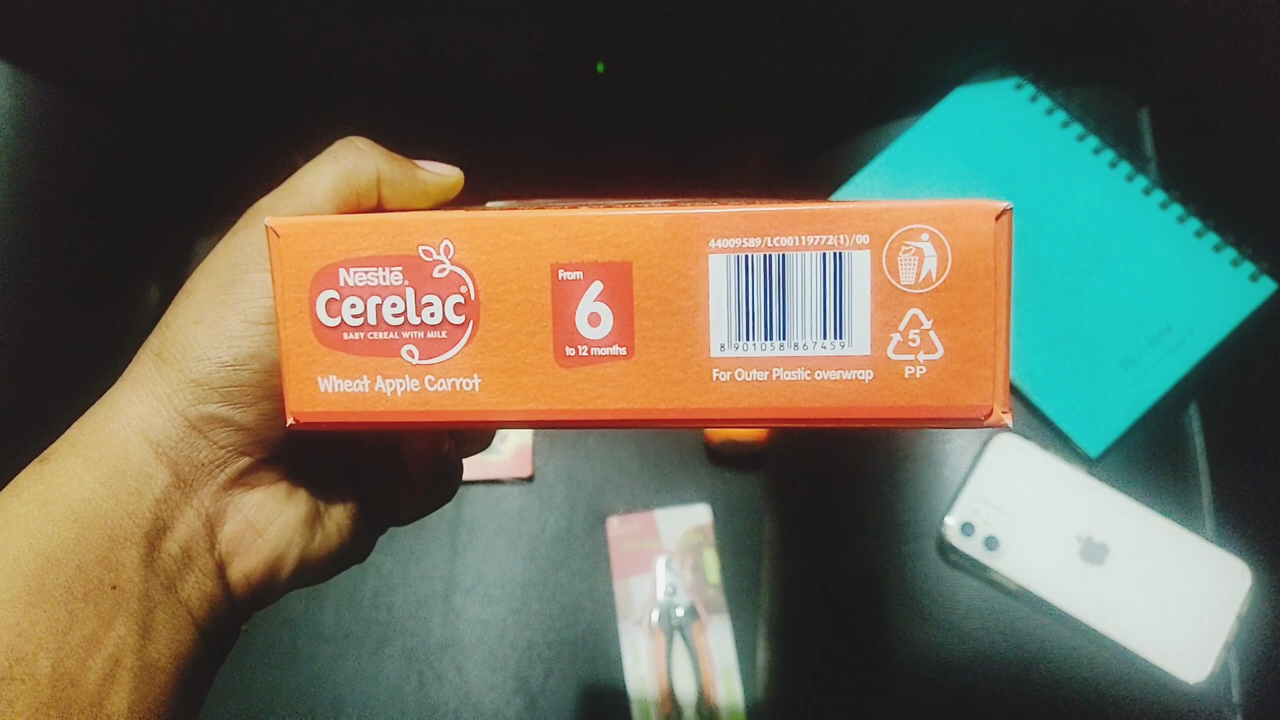 Nestlē®
Cerelac®
BABY CEREAL WITH MILK
Wheat Apple Carrot
From
6
to 12 months
44009589/LC00119772(1)/00
8 901058 867459
For Outer Plastic overwrap
5
PP